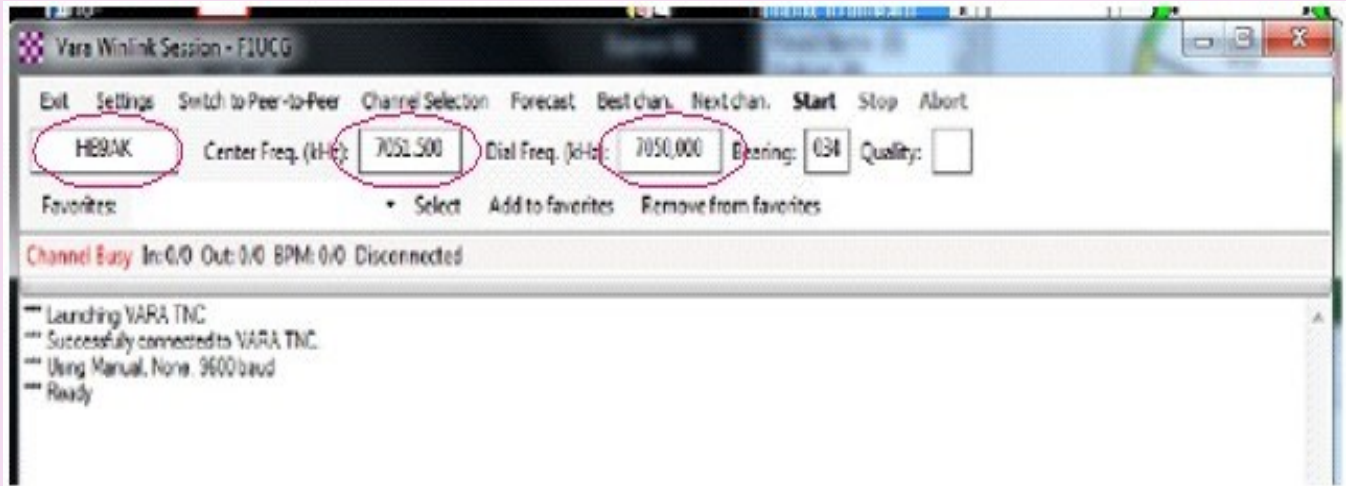 Vara Winlink Session - F1UCG
Exit Settings Switch to Peer-to-Peer Channel Selection Forecast Best chan. Next chan. Start Stop Abort
HB9AK Center Freq. (kHz): 7051.500 Dial Freq. (kHz): 7050,000 Bearing: 034 Quality:
Favorites: Select Add to favorites Remove from favorites
Channel Busy In: 0/0 Out: 0/0 BPM: 0/0 Disconnected
*** Launching VARA TNC
*** Successfully connected to VARA TNC.
*** Using Manual, None, 9600 baud
*** Ready